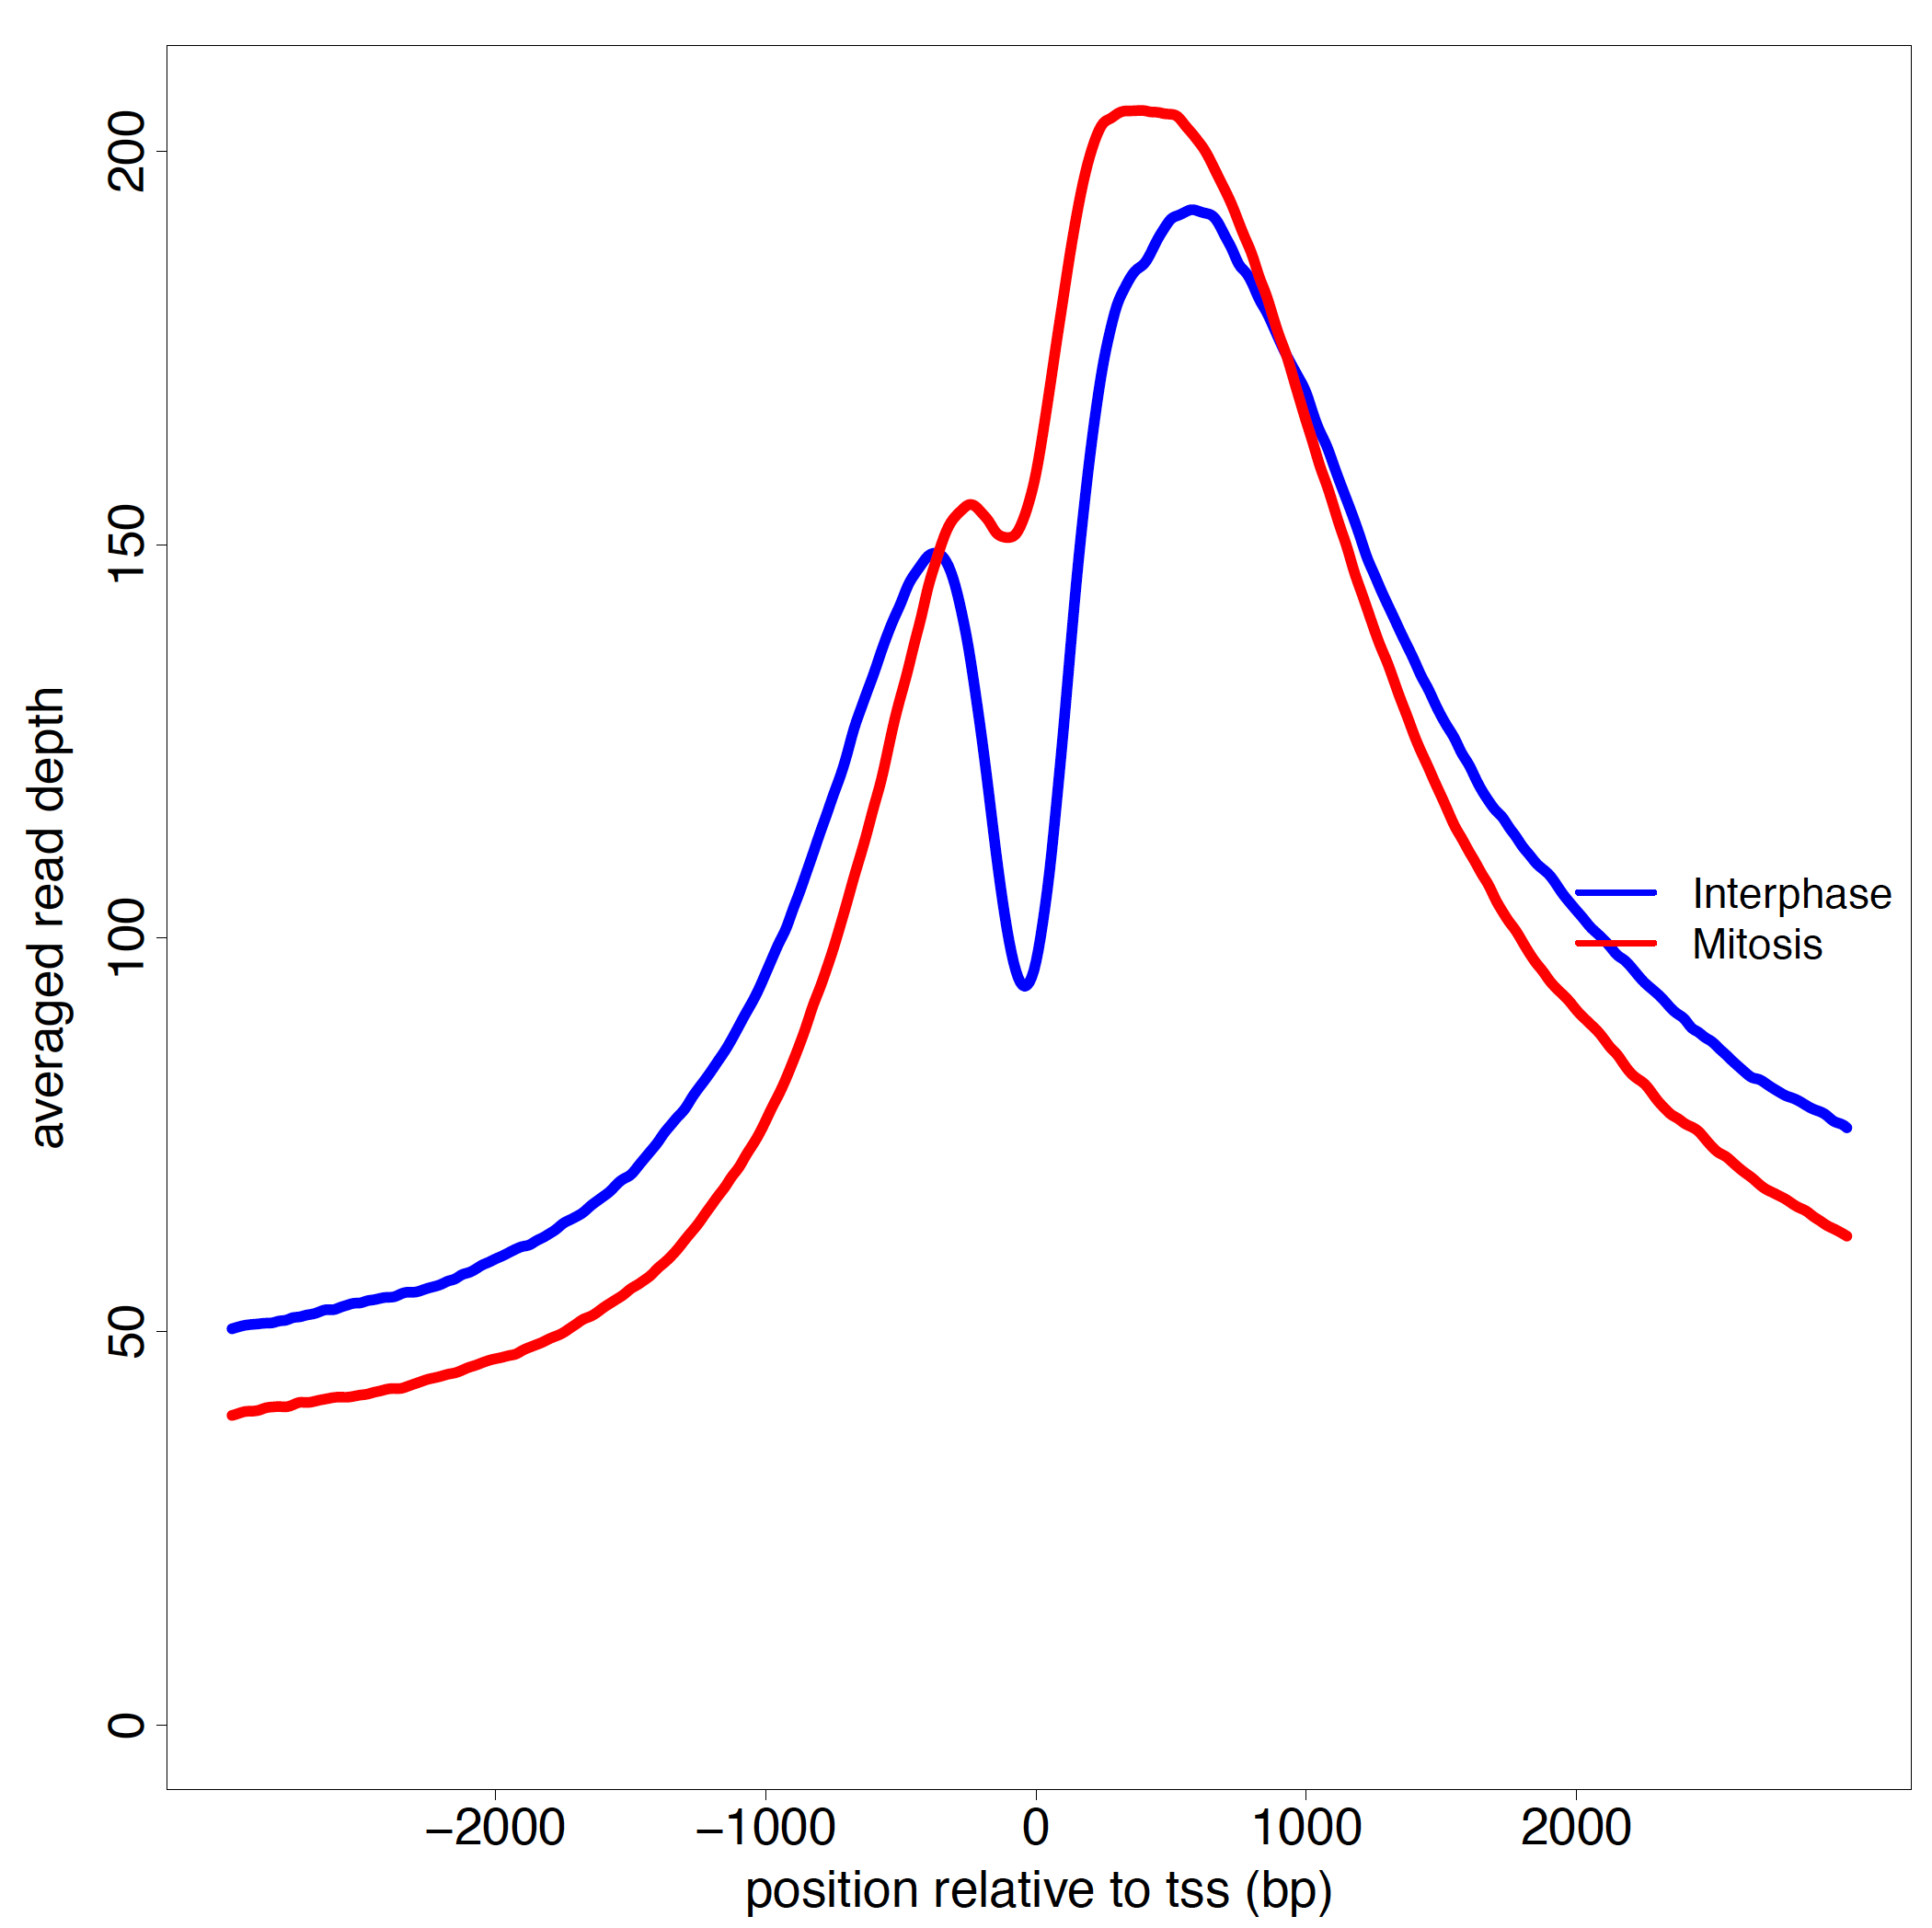 averaged read depth
200
150
100
50
0
Interphase
Mitosis
−2000 −1000 0 1000 2000
position relative to tss (bp)